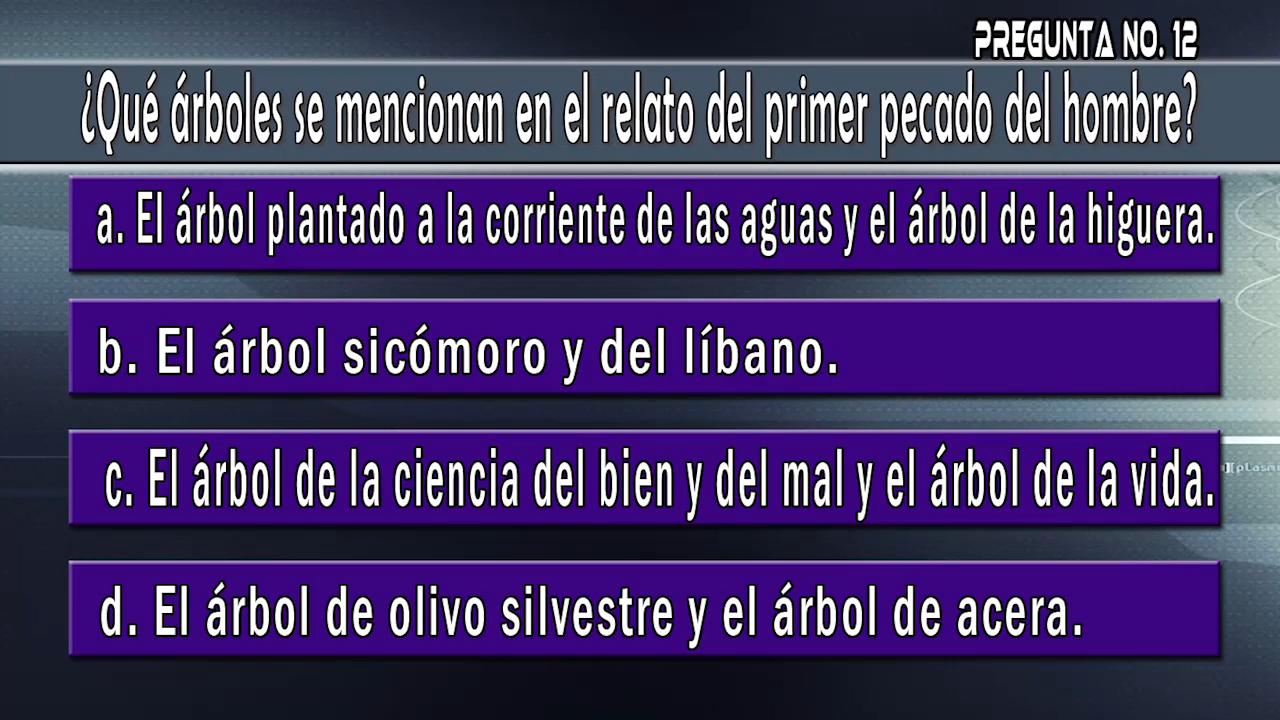 PREGUNTA NO. 12
¿Qué árboles se mencionan en el relato del primer pecado del hombre?
a. El árbol plantado a la corriente de las aguas y el árbol de la higuera.
b. El árbol sicómoro y del líbano.
c. El árbol de la ciencia del bien y del mal y el árbol de la vida.
d. El árbol de olivo silvestre y el árbol de acera.